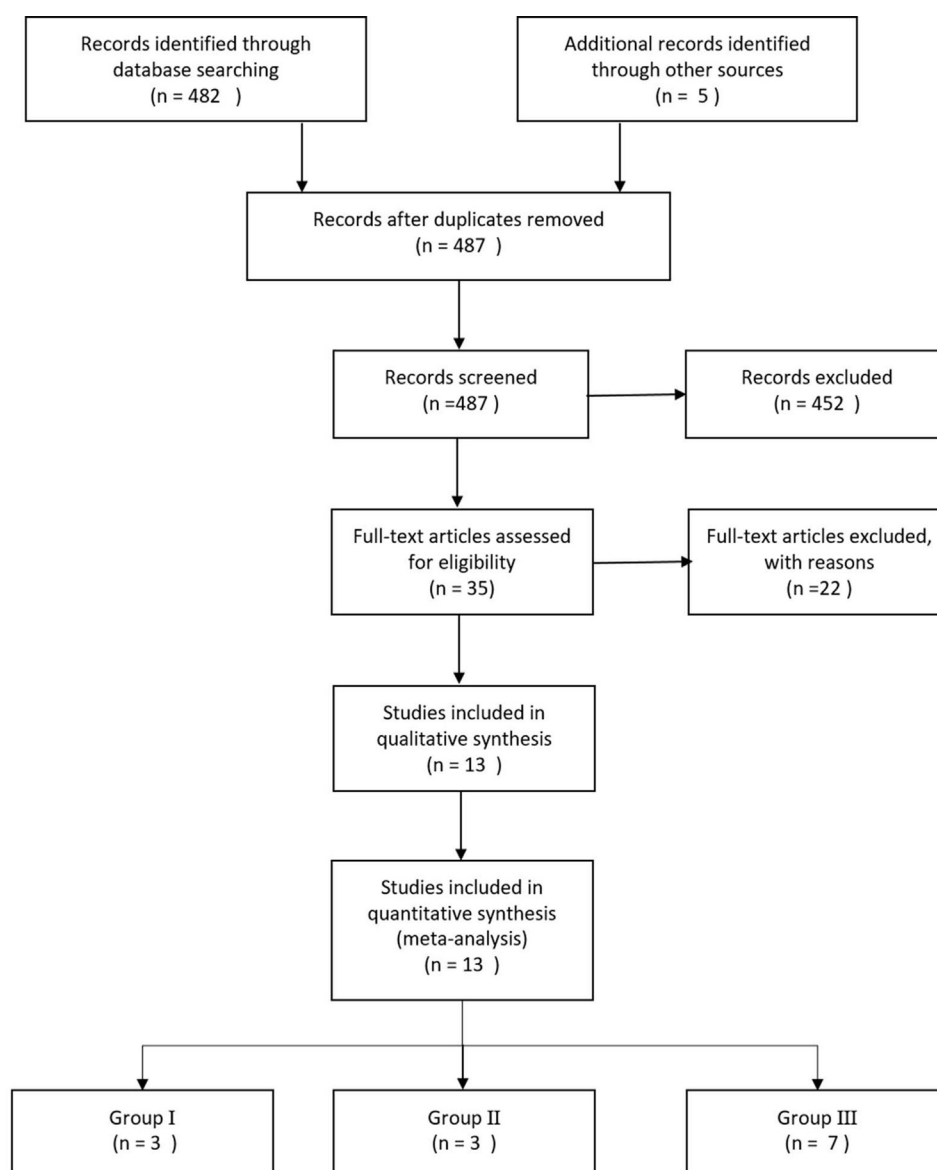 Records identified through
database searching
(n = 482   )
Additional records identified
through other sources
(n =  5  )
Records after duplicates removed
(n = 487  )
Records screened
(n =487  )
Records excluded
(n = 452  )
Full-text articles assessed
for eligibility
(n = 35)
Full-text articles excluded,
with reasons
(n =22  )
Studies included in
qualitative synthesis
(n = 13  )
Studies included in
quantitative synthesis
(meta-analysis)
(n = 13  )
Group I
(n = 3  )
Group II
(n = 3  )
Group III
(n =  7  )